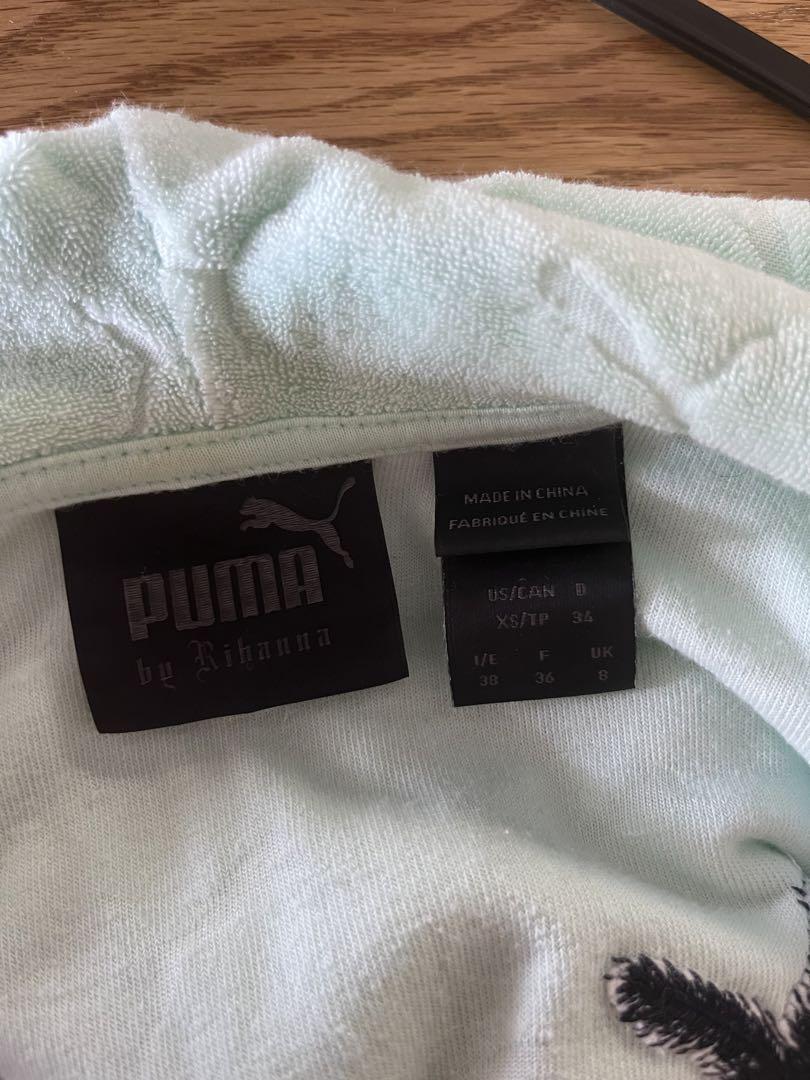 PUMA
by Rihanna
MADE IN CHINA
FABRIQUÉ EN CHINE
US/CAN D
XS/TP 34
I/E F UK
38 36 8